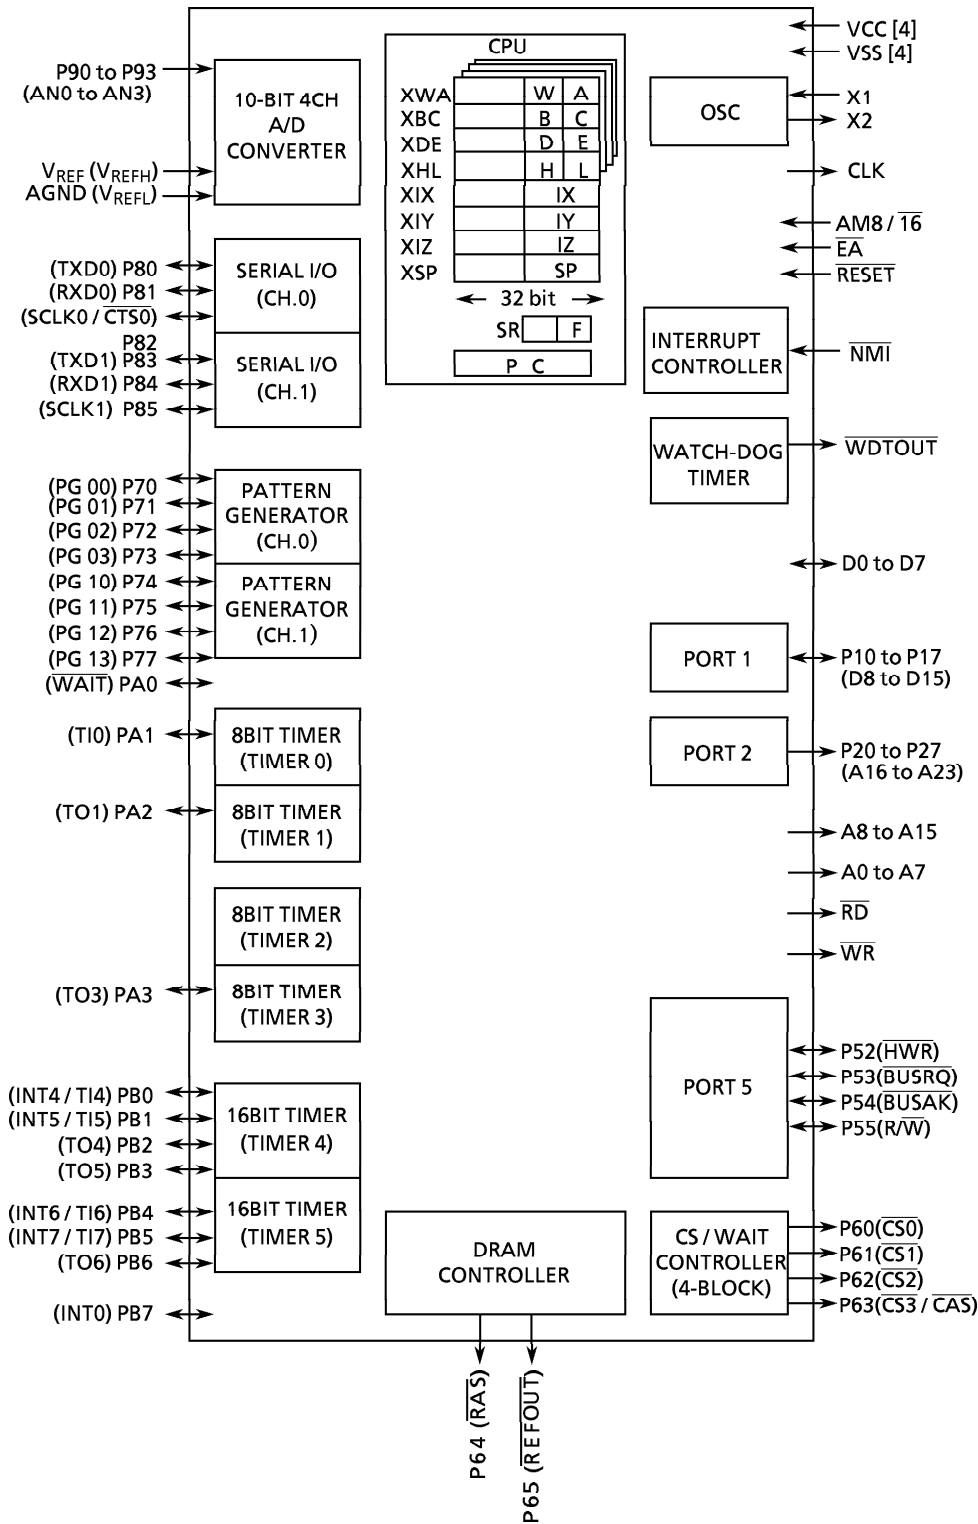 P90 to P93
(AN0 to AN3)
VREF (VREFH)
AGND (VREFL)
10-BIT 4CH
A/D
CONVERTER
(TXD0) P80
(RXD0) P81
(SCLK0 / CTS0)
P82
(TXD1) P83
(RXD1) P84
(SCLK1) P85
SERIAL I/O
(CH.0)
SERIAL I/O
(CH.1)
(PG 00) P70
(PG 01) P71
(PG 02) P72
(PG 03) P73
(PG 10) P74
(PG 11) P75
(PG 12) P76
(PG 13) P77
(WAIT) PA0
PATTERN
GENERATOR
(CH.0)
PATTERN
GENERATOR
(CH.1)
(TI0) PA1
(TO1) PA2
8BIT TIMER
(TIMER 0)
8BIT TIMER
(TIMER 1)
(TO3) PA3
8BIT TIMER
(TIMER 2)
8BIT TIMER
(TIMER 3)
(INT4 / TI4) PB0
(INT5 / TI5) PB1
(TO4) PB2
(TO5) PB3
(INT6 / TI6) PB4
(INT7 / TI7) PB5
(TO6) PB6
(INT0) PB7
16BIT TIMER
(TIMER 4)
16BIT TIMER
(TIMER 5)
CPU
XWA W A
XBC B C
XDE D E
XHL H L
XIX IX
XIY IY
XIZ IZ
XSP SP
32 bit
SR F
P C
DRAM
CONTROLLER
P64 (RAS)
P65 (REFOUT)
VCC [4]
VSS [4]
OSC
X1
X2
CLK
AM8 / 16
EA
RESET
INTERRUPT
CONTROLLER
NMI
WATCH-DOG
TIMER
WDTOUT
D0 to D7
PORT 1
P10 to P17
(D8 to D15)
PORT 2
P20 to P27
(A16 to A23)
A8 to A15
A0 to A7
RD
WR
PORT 5
P52(HWR)
P53(BUSRQ)
P54(BUSAK)
P55(R/W)
CS / WAIT
CONTROLLER
(4-BLOCK)
P60(CS0)
P61(CS1)
P62(CS2)
P63(CS3 / CAS)